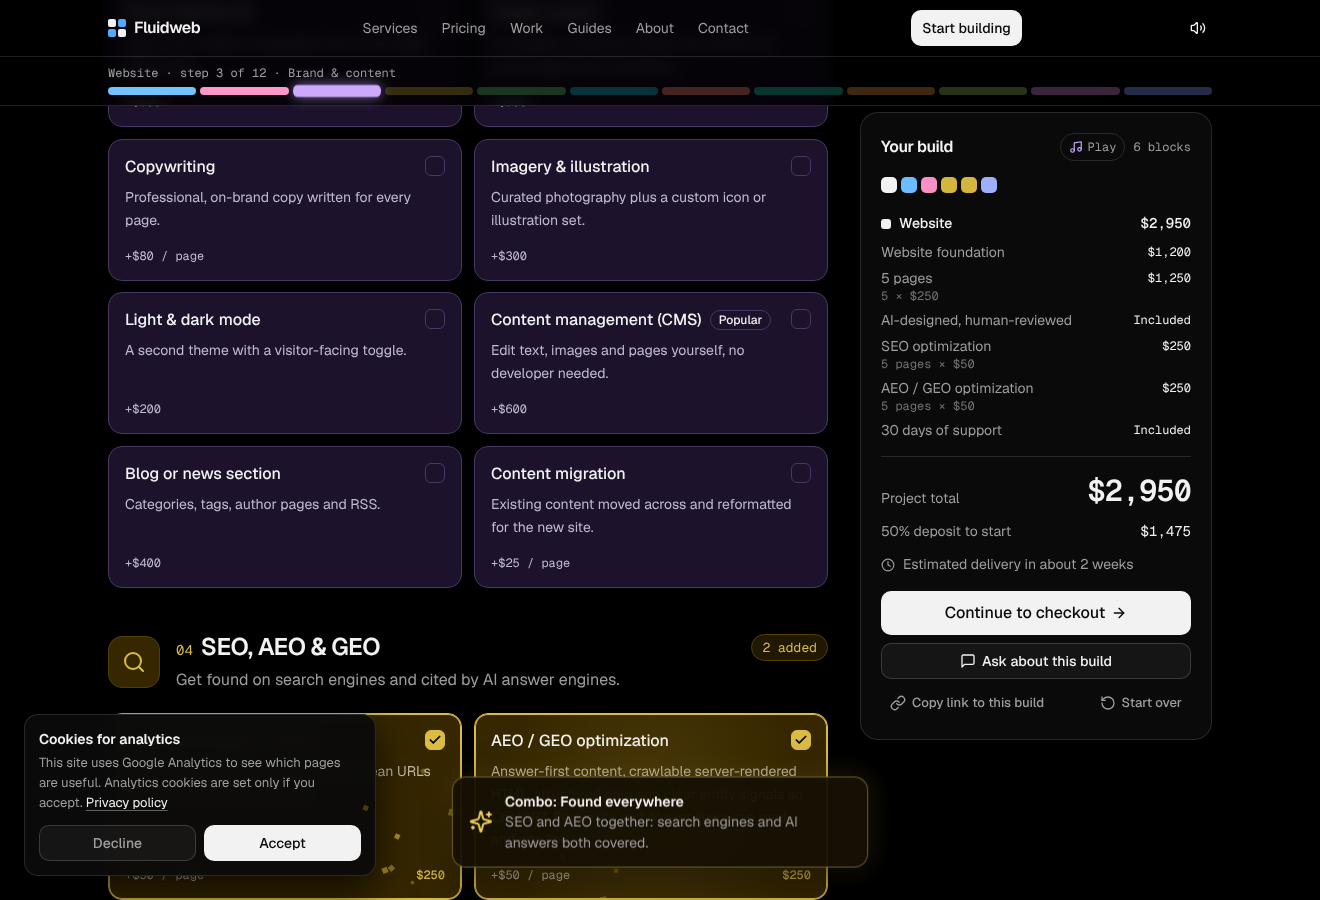 Fluidweb
Services Pricing Work Guides About Contact
Start building
Website · step 3 of 12 · Brand & content
Copywriting
Professional, on-brand copy written for every
page.
+$80 / page
Imagery & illustration
Curated photography plus a custom icon or
illustration set.
+$300
Light & dark mode
A second theme with a visitor-facing toggle.
+$200
Content management (CMS) Popular
Edit text, images and pages yourself, no
developer needed.
+$600
Blog or news section
Categories, tags, author pages and RSS.
+$400
Content migration
Existing content moved across and reformatted
for the new site.
+$25 / page
04 SEO, AEO & GEO
2 added
Get found on search engines and cited by AI answer engines.
URLs
+$50 / page $250
AEO / GEO optimization
Answer-first content, crawlable server-rendered
+$50 / page $250
Cookies for analytics
This site uses Google Analytics to see which pages
are useful. Analytics cookies are set only if you
accept. Privacy policy
Decline Accept
Combo: Found everywhere
SEO and AEO together: search engines and AI
answers both covered.
Your build
Play
6 blocks
Website $2,950
Website foundation $1,200
5 pages $1,250
5 × $250
AI-designed, human-reviewed Included
SEO optimization $250
5 pages × $50
AEO / GEO optimization $250
5 pages × $50
30 days of support Included
Project total $2,950
50% deposit to start $1,475
Estimated delivery in about 2 weeks
Continue to checkout →
Ask about this build
Copy link to this build Start over